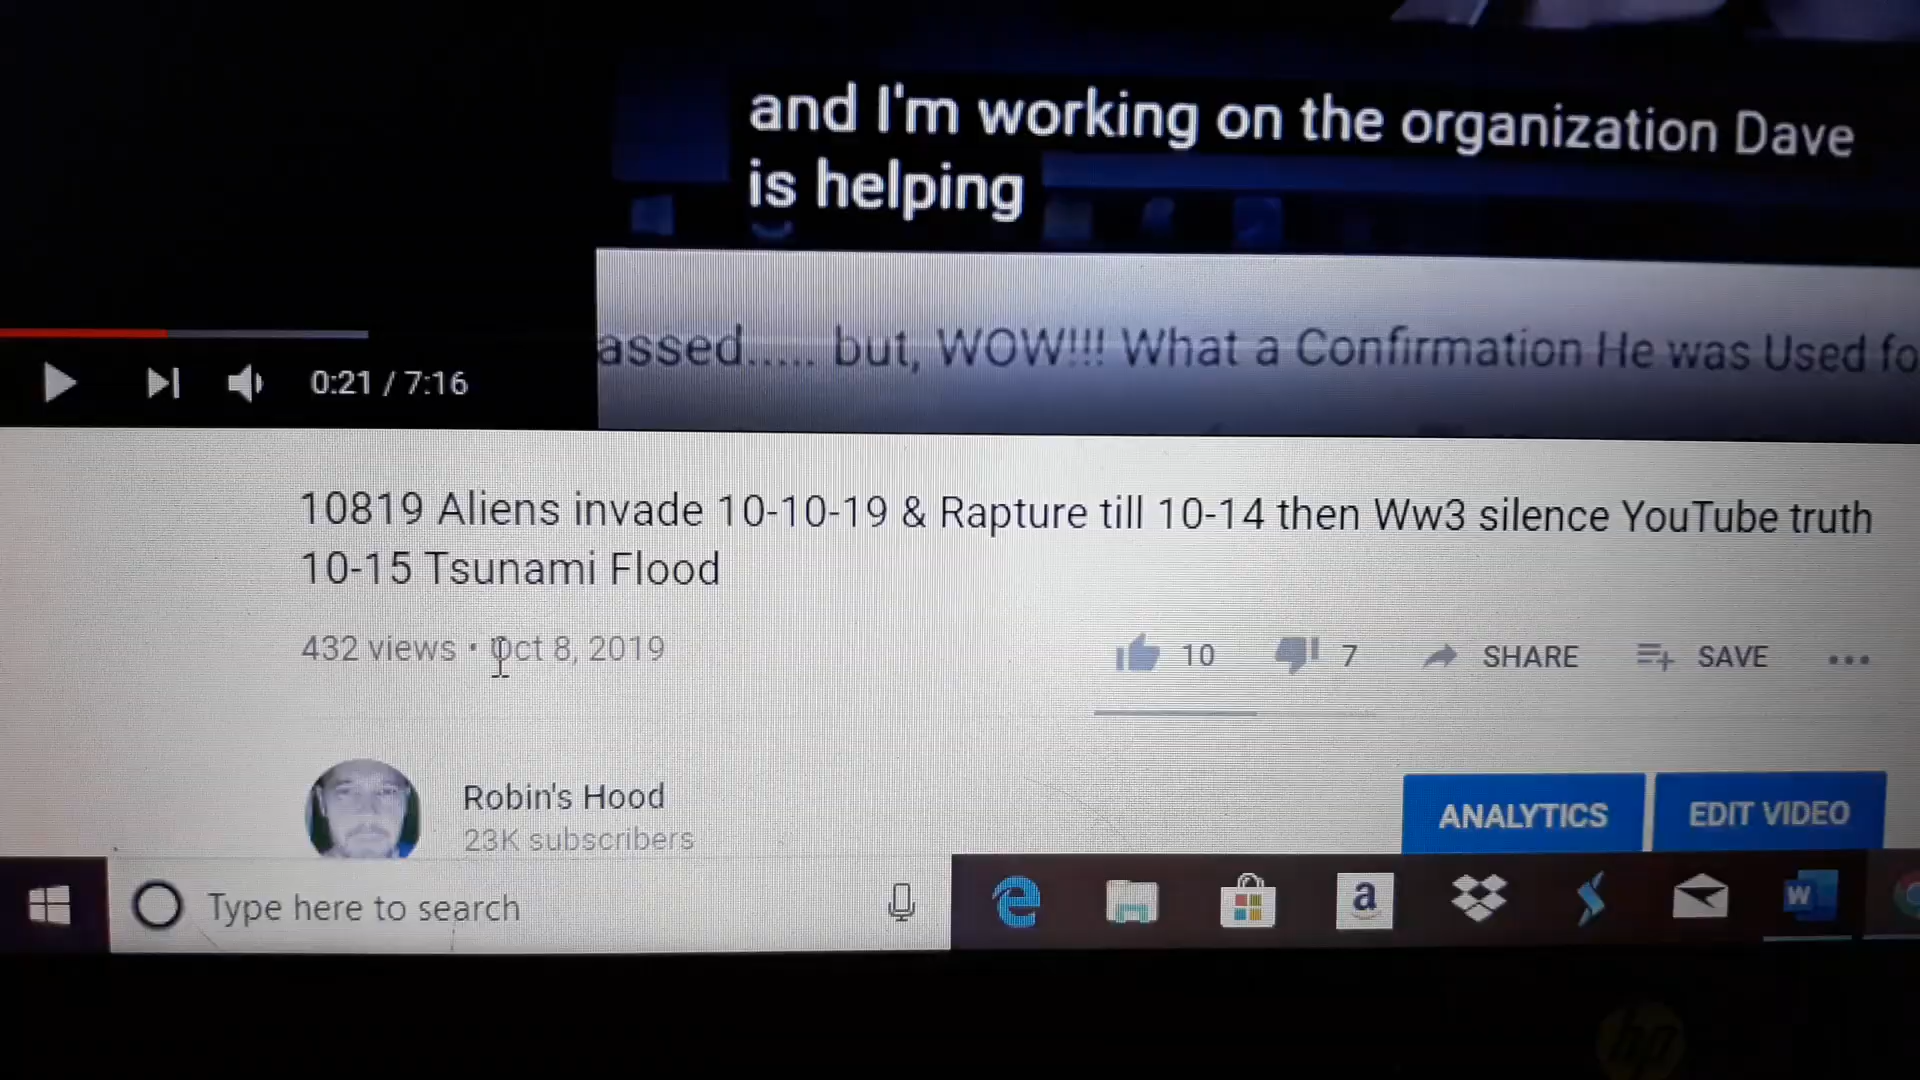 and I'm working on the organization Dave
is helping
assed..... but, WOW!!! What a Confirmation He was Used fo
0:21 / 7:16
10819 Aliens invade 10-10-19 & Rapture till 10-14 then Ww3 silence YouTube truth
10-15 Tsunami Flood
432 views • Oct 8, 2019
10
7
SHARE
SAVE
Robin's Hood
23K subscribers
ANALYTICS
EDIT VIDEO
Type here to search
a
W
hp